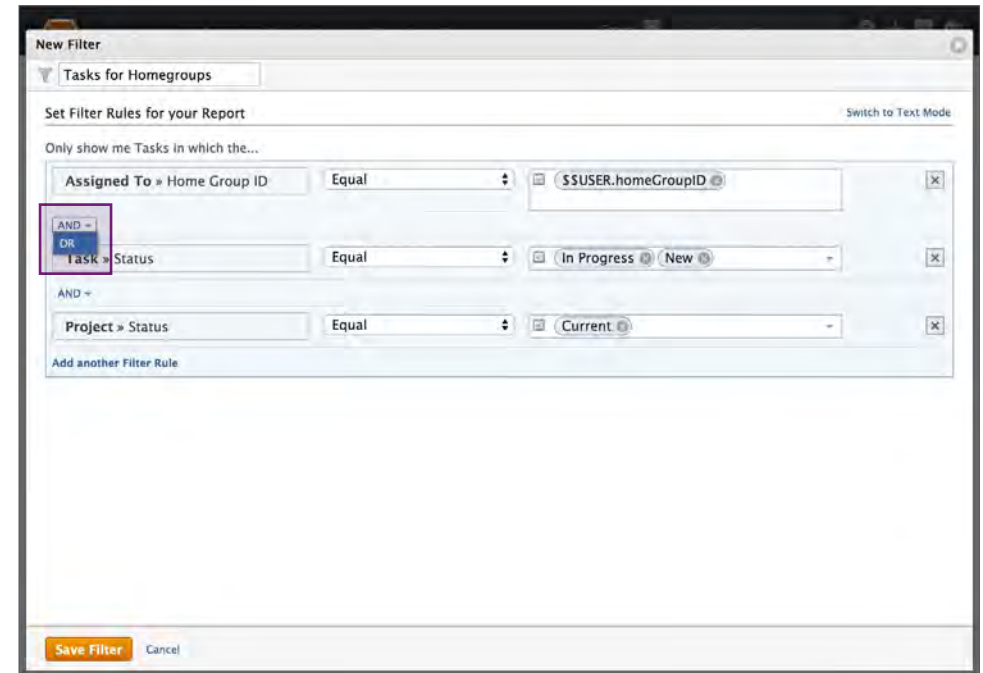 New Filter
Tasks for Homegroups
Set Filter Rules for your Report Switch to Text Mode
Only show me Tasks in which the...
Assigned To » Home Group ID Equal $$USER.homeGroupID
AND
OR
Task » Status Equal In Progress New
AND
Project » Status Equal Current
Add another Filter Rule
Save Filter Cancel